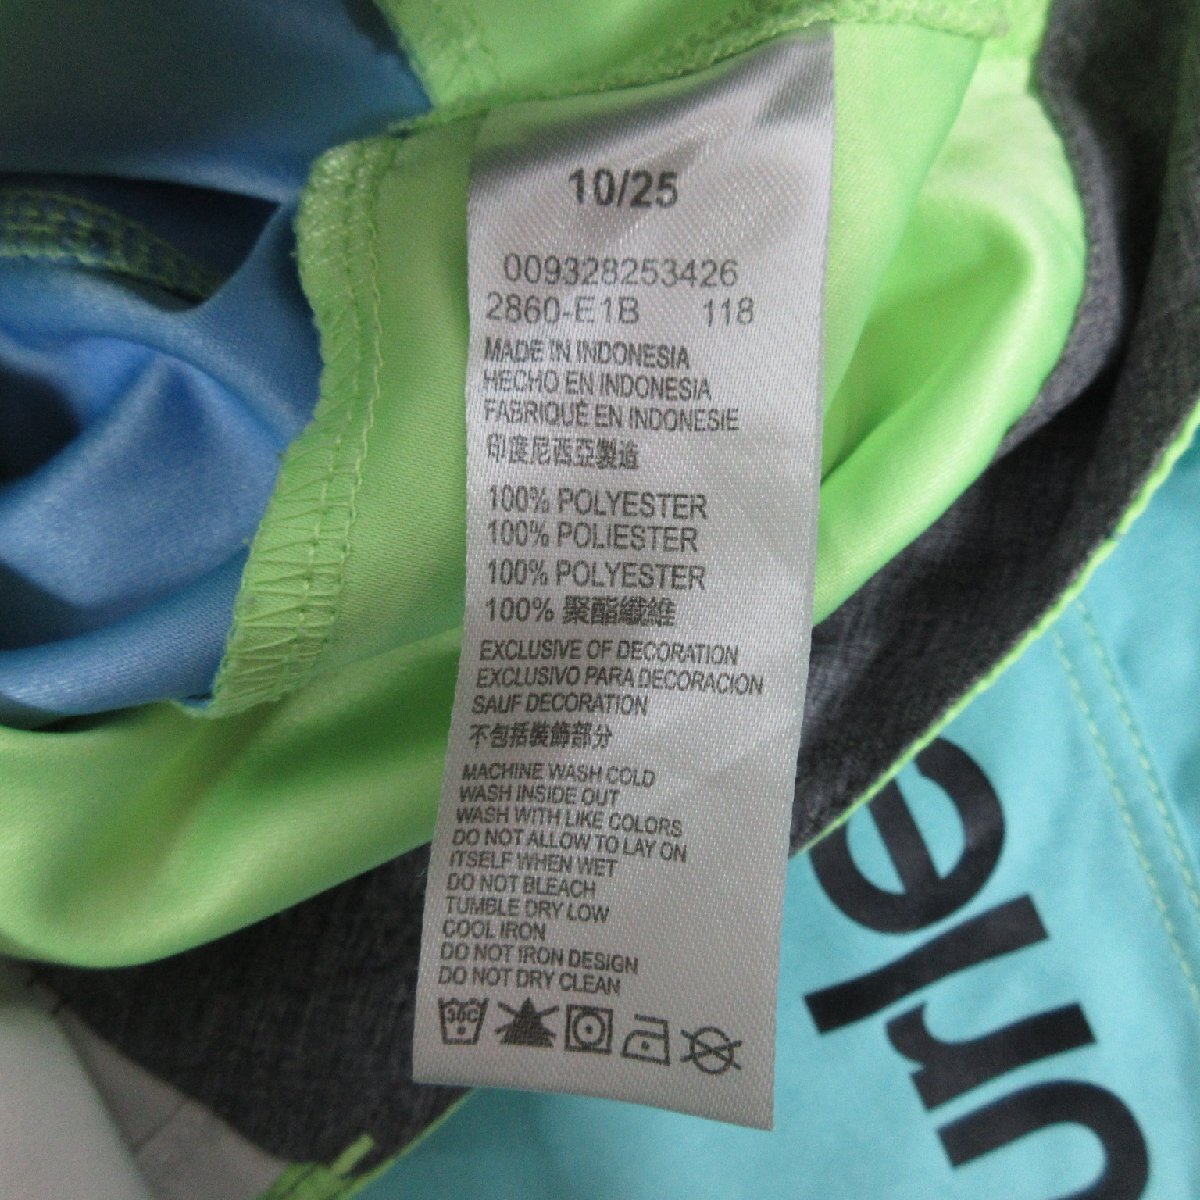 10/25
009328253426
2860-E1B 118
MADE IN INDONESIA
HECHO EN INDONESIA
FABRIQUÉ EN INDONESIE
印度尼西亞製造
100% POLYESTER
100% POLIESTER
100% POLYESTER
100% 聚酯纖維
EXCLUSIVE OF DECORATION
EXCLUSIVO PARA DECORACION
SAUF DECORATION
不包括裝飾部分
MACHINE WASH COLD
WASH INSIDE OUT
WASH WITH LIKE COLORS
DO NOT ALLOW TO LAY ON
ITSELF WHEN WET
DO NOT BLEACH
TUMBLE DRY LOW
COOL IRON
DO NOT IRON DESIGN
DO NOT DRY CLEAN
30C